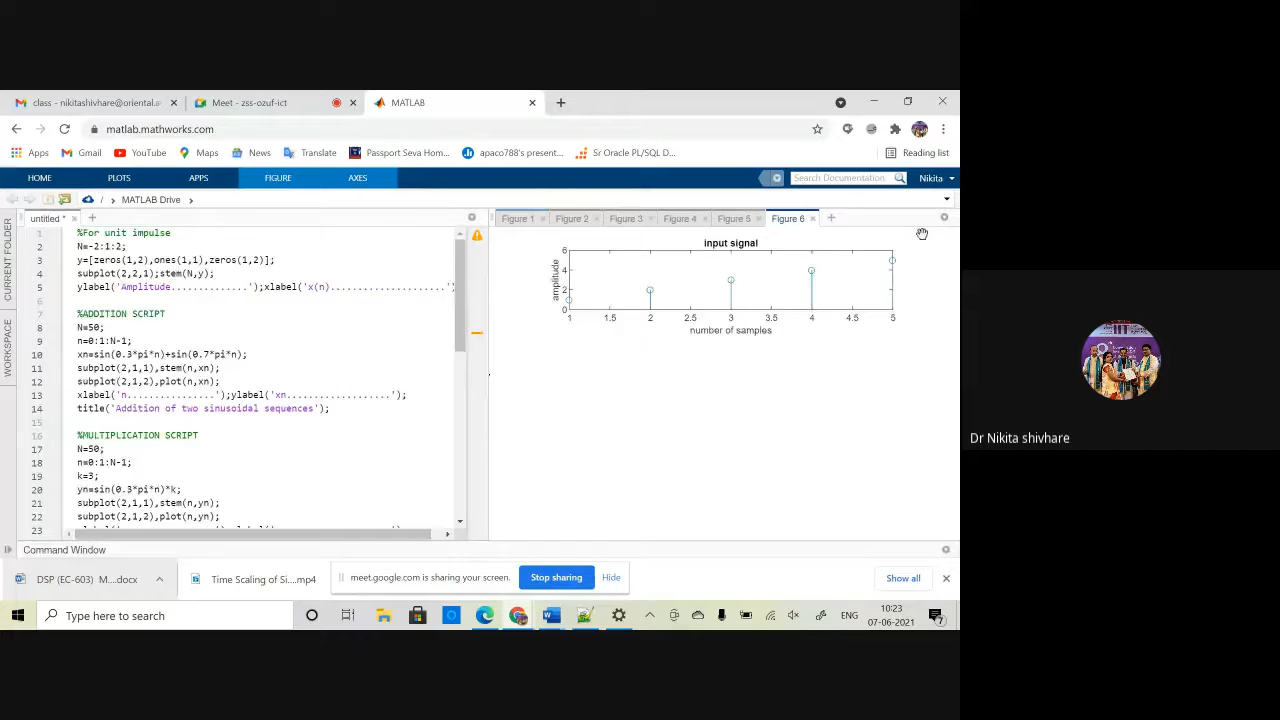 class - nikitashivhare@oriental.a
Meet - zss-ozuf-ict
MATLAB
matlab.mathworks.com
Apps
Gmail
YouTube
Maps
News
Translate
Passport Seva Hom...
apaco788's present...
Sr Oracle PL/SQL D...
Reading list
HOME
PLOTS
APPS
FIGURE
AXES
Search Documentation
Nikita
/ > MATLAB Drive >
untitled *
CURRENT FOLDER
WORKSPACE
1 %For unit impulse
2 N=-2:1:2;
3 y=[zeros(1,2),ones(1,1),zeros(1,2)];
4 subplot(2,2,1);stem(N,y);
5 ylabel('Amplitude..............');xlabel('x(n)......................')
6
7 %ADDITION SCRIPT
8 N=50;
9 n=0:1:N-1;
10 xn=sin(0.3*pi*n)+sin(0.7*pi*n);
11 subplot(2,1,1),stem(n,xn);
12 subplot(2,1,2),plot(n,xn);
13 xlabel('n................');ylabel('xn...................');
14 title('Addition of two sinusoidal sequences');
15
16 %MULTIPLICATION SCRIPT
17 N=50;
18 n=0:1:N-1;
19 k=3;
20 yn=sin(0.3*pi*n)*k;
21 subplot(2,1,1),stem(n,yn);
22 subplot(2,1,2),plot(n,yn);
23
Figure 1
Figure 2
Figure 3
Figure 4
Figure 5
Figure 6
input signal
amplitude
6
4
2
0
1 1.5 2 2.5 3 3.5 4 4.5 5
number of samples
Dr Nikita shivhare
Command Window
DSP (EC-603) M....docx
Time Scaling of Si....mp4
meet.google.com is sharing your screen.
Stop sharing
Hide
Show all
Type here to search
ENG
10:23
07-06-2021
7